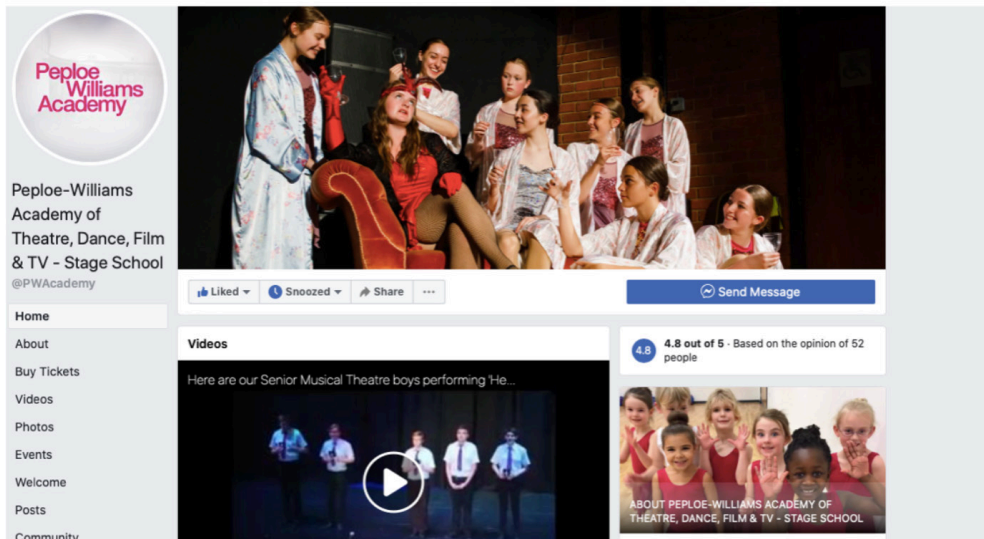 Peploe
Williams
Academy
Peploe-Williams
Academy of
Theatre, Dance, Film
& TV - Stage School
@PWAcademy
Home
About
Buy Tickets
Videos
Photos
Events
Welcome
Posts
Community
Liked
Snoozed
Share
Send Message
Videos
Here are our Senior Musical Theatre boys performing 'He...
4.8
4.8 out of 5 · Based on the opinion of 52
people
ABOUT PEPLOE-WILLIAMS ACADEMY OF
THEATRE, DANCE, FILM & TV - STAGE SCHOOL